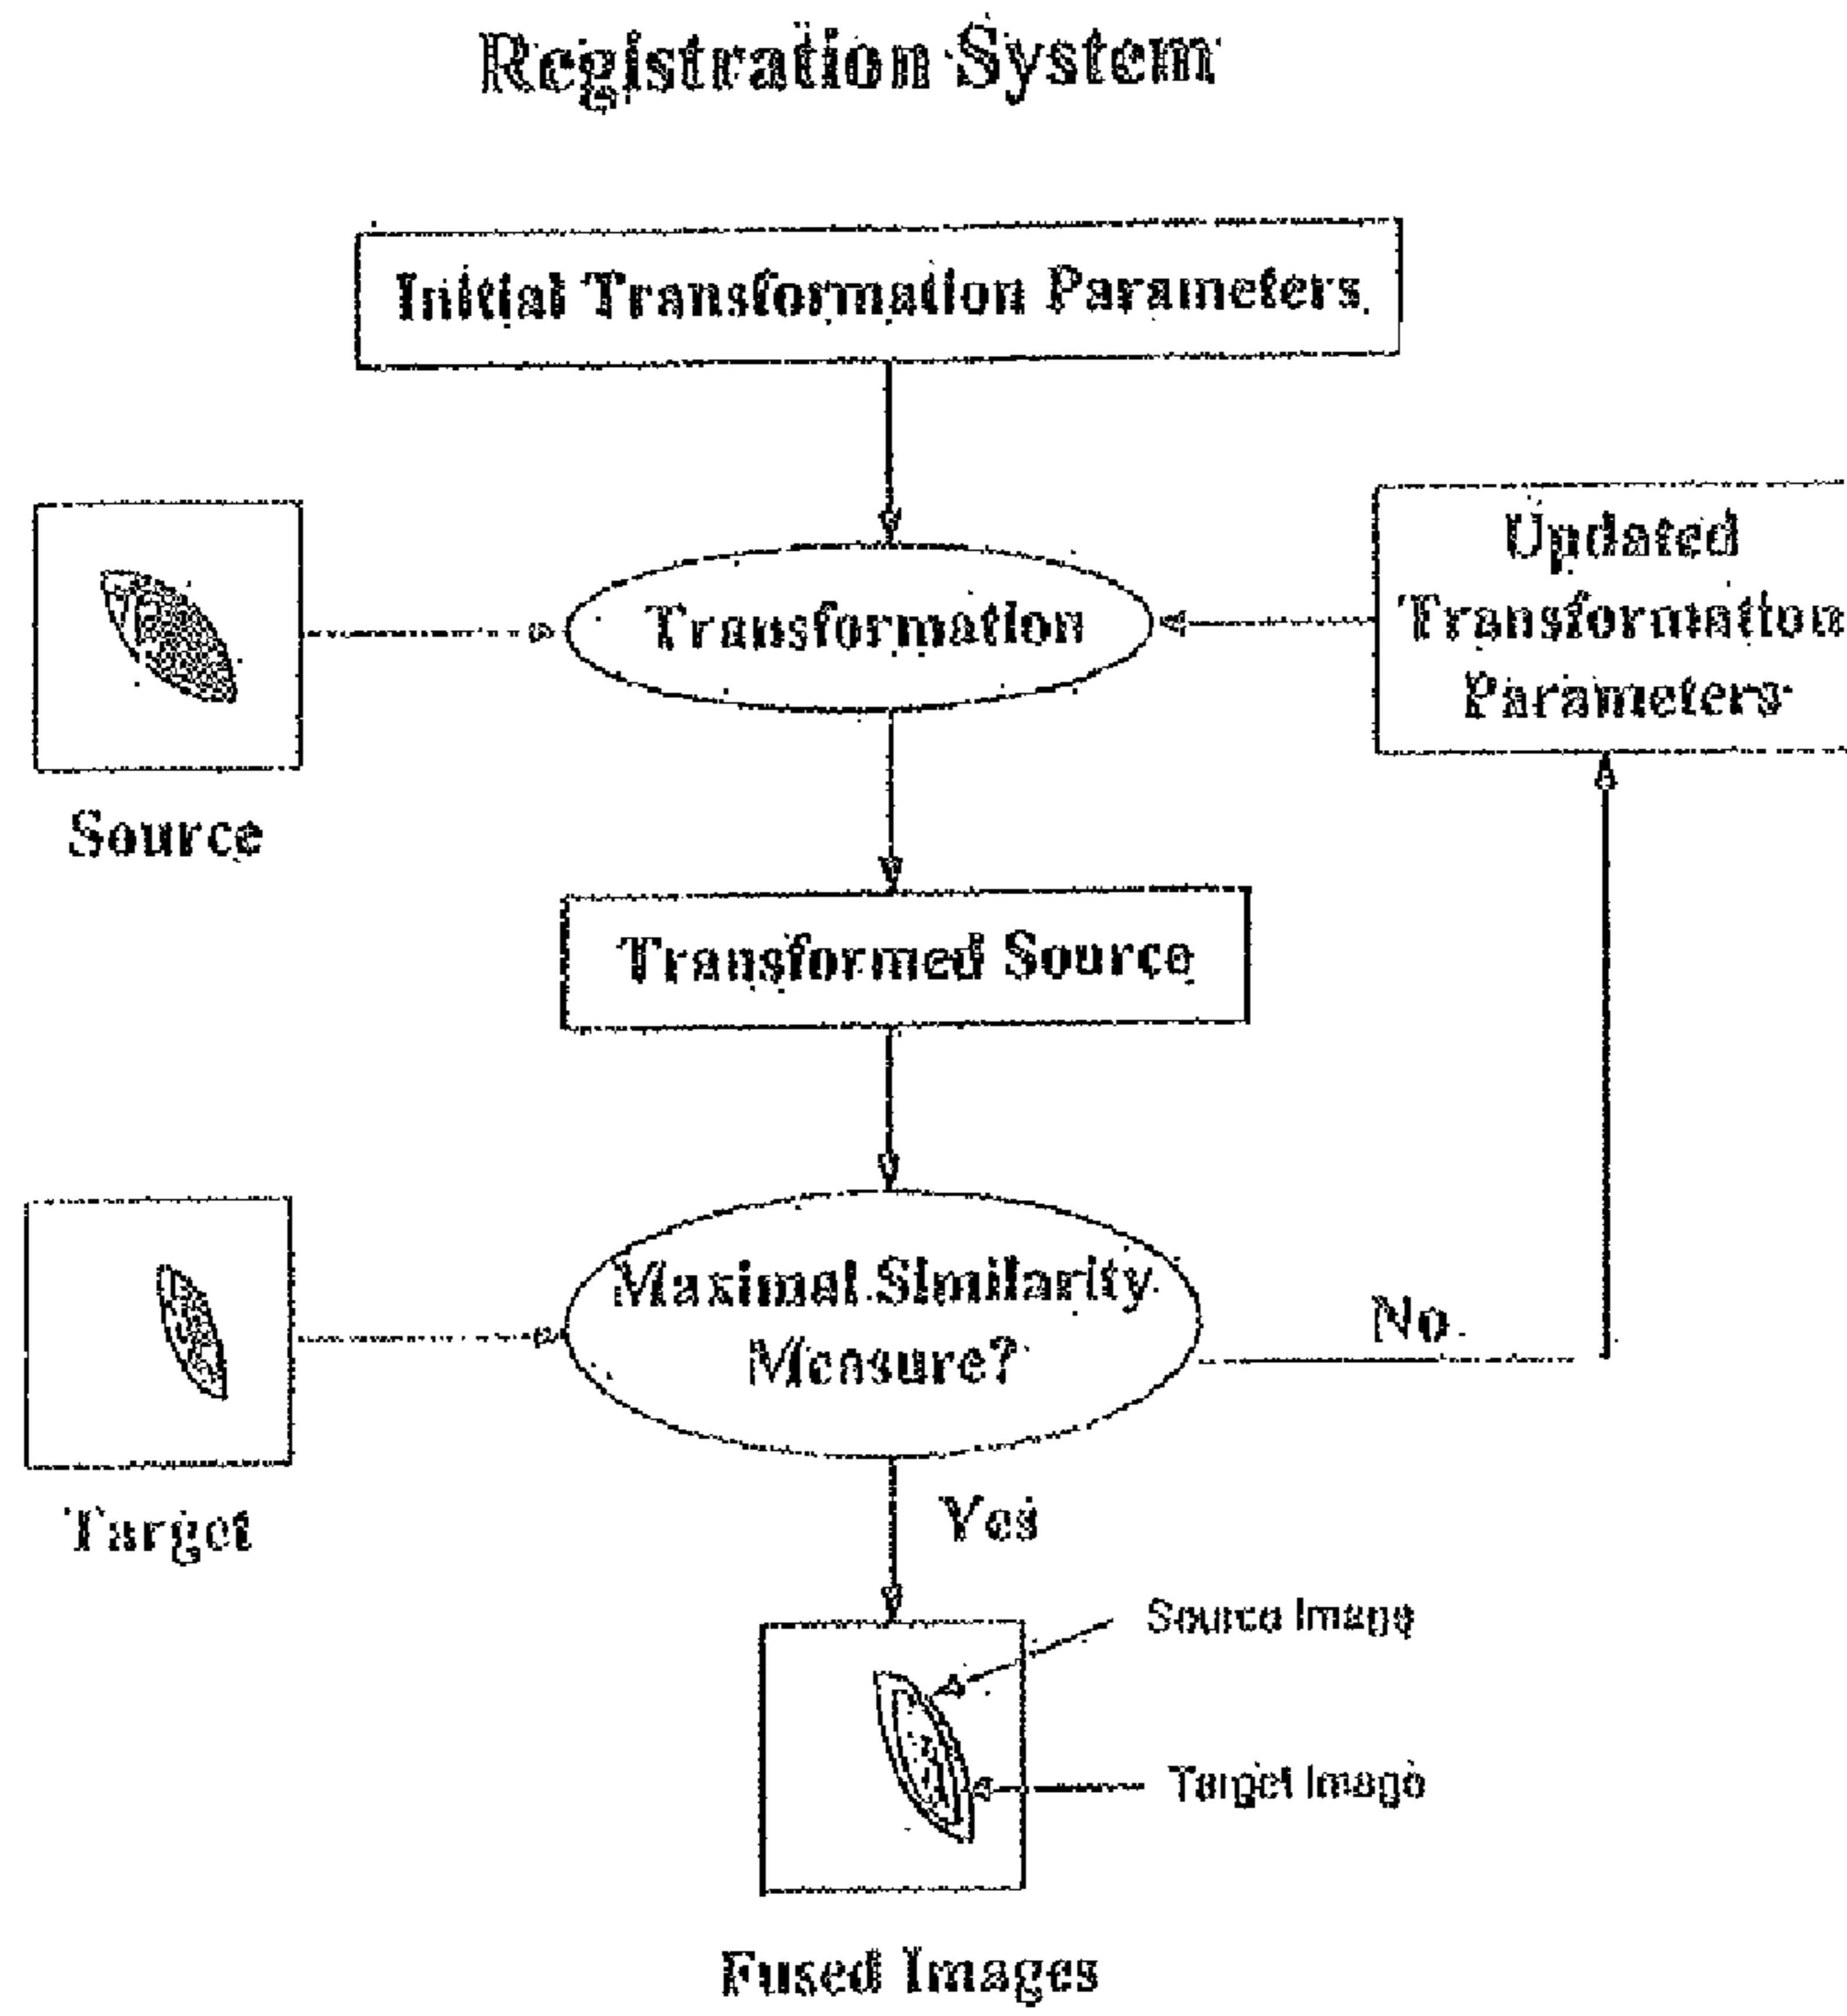 Registration System
Initial Transformation Parameters
Updated
Transformation
Transformation
Parameters
Source
Transformed Source
Maximal Similarity
Measure?
No
Target
Yes
Source Image
Target Image
Fused Images